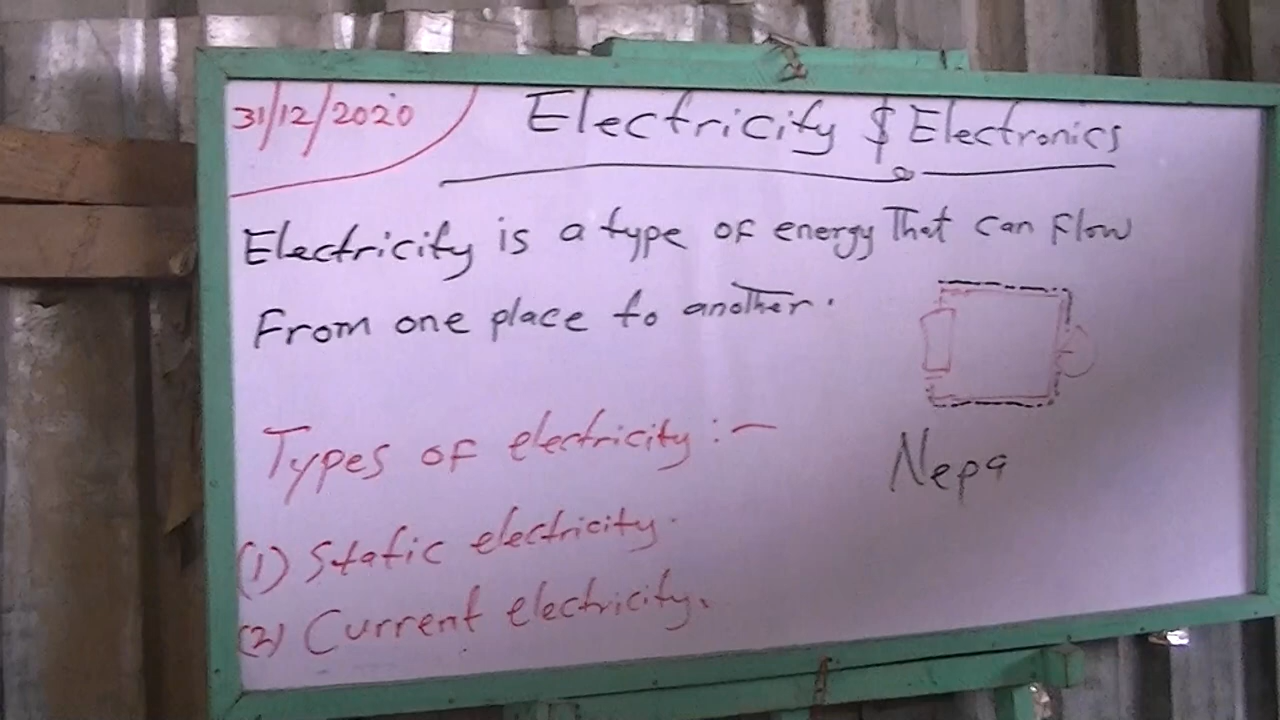 31/12/2020
Electricity $ Electronics
Electricity is a type of energy That can Flow
From one place to another.
Types of electricity :-
(1) Static electricity.
(2) Current electricity.
Nepa